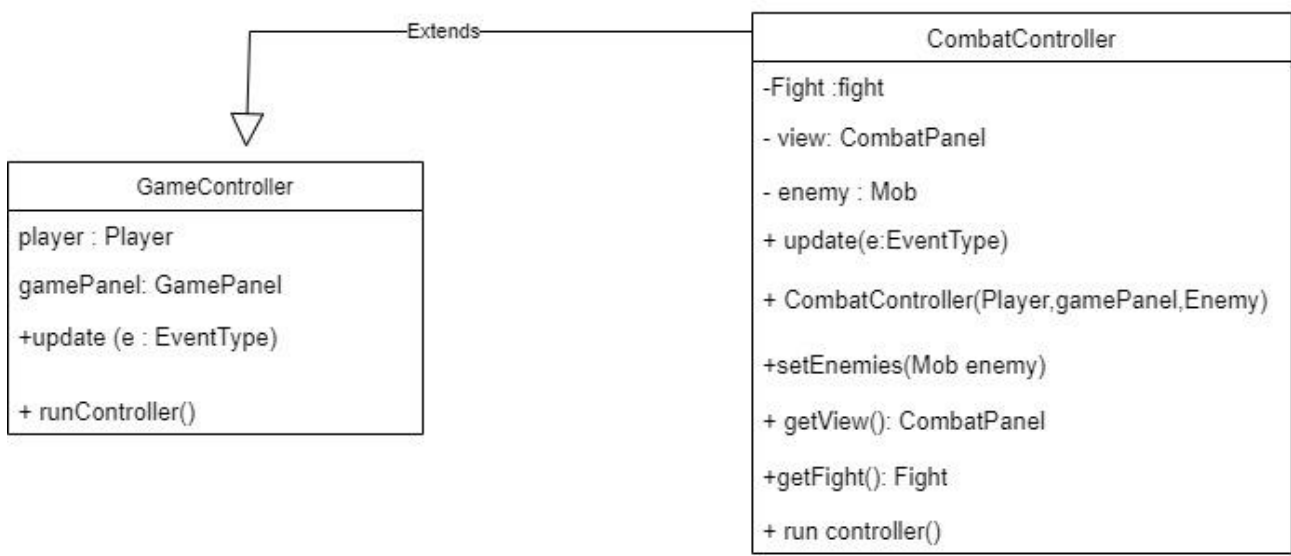 Extends
CombatController
-Fight :fight
- view: CombatPanel
- enemy : Mob
+ update(e:EventType)
+ CombatController(Player,gamePanel,Enemy)
+setEnemies(Mob enemy)
+ getView(): CombatPanel
+getFight(): Fight
+ run controller()
GameController
player : Player
gamePanel: GamePanel
+update (e : EventType)
+ runController()